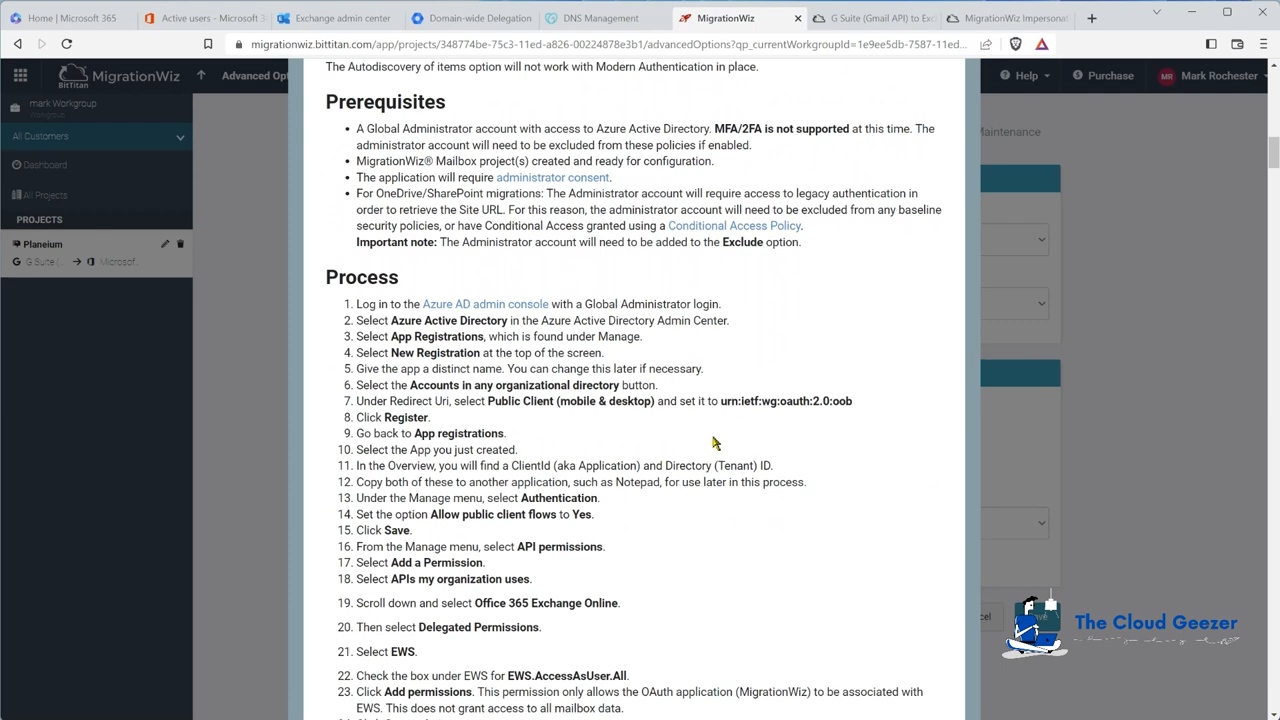 Home | Microsoft 365
Active users - Microsoft 3
Exchange admin center
Domain-wide Delegation
DNS Management
MigrationWiz
G Suite (Gmail API) to Exc
MigrationWiz Impersonat
migrationwiz.bittitan.com/app/projects/348774be-75c3-11ed-a826-00224878e3b1/advancedOptions?qp_currentWorkgroupId=1e9ee5db-7587-11ed...
BitTitan
MigrationWiz
Advanced Opt
Help
Purchase
MR
Mark Rochester
mark Workgroup
Workgroup
All Customers
Dashboard
All Projects
PROJECTS
Planeium
G Suite (... → Microsof...
Maintenance
The Autodiscovery of items option will not work with Modern Authentication in place.
Prerequisites
• A Global Administrator account with access to Azure Active Directory. MFA/2FA is not supported at this time. The
administrator account will need to be excluded from these policies if enabled.
• MigrationWiz® Mailbox project(s) created and ready for configuration.
• The application will require administrator consent.
• For OneDrive/SharePoint migrations: The Administrator account will require access to legacy authentication in
order to retrieve the Site URL. For this reason, the administrator account will need to be excluded from any baseline
security policies, or have Conditional Access granted using a Conditional Access Policy.
Important note: The Administrator account will need to be added to the Exclude option.
Process
1. Log in to the Azure AD admin console with a Global Administrator login.
2. Select Azure Active Directory in the Azure Active Directory Admin Center.
3. Select App Registrations, which is found under Manage.
4. Select New Registration at the top of the screen.
5. Give the app a distinct name. You can change this later if necessary.
6. Select the Accounts in any organizational directory button.
7. Under Redirect Uri, select Public Client (mobile & desktop) and set it to urn:ietf:wg:oauth:2.0:oob
8. Click Register.
9. Go back to App registrations.
10. Select the App you just created.
11. In the Overview, you will find a ClientId (aka Application) and Directory (Tenant) ID.
12. Copy both of these to another application, such as Notepad, for use later in this process.
13. Under the Manage menu, select Authentication.
14. Set the option Allow public client flows to Yes.
15. Click Save.
16. From the Manage menu, select API permissions.
17. Select Add a Permission.
18. Select APIs my organization uses.
19. Scroll down and select Office 365 Exchange Online.
20. Then select Delegated Permissions.
21. Select EWS.
22. Check the box under EWS for EWS.AccessAsUser.All.
23. Click Add permissions. This permission only allows the OAuth application (MigrationWiz) to be associated with
EWS. This does not grant access to all mailbox data.
cel
The Cloud Geezer